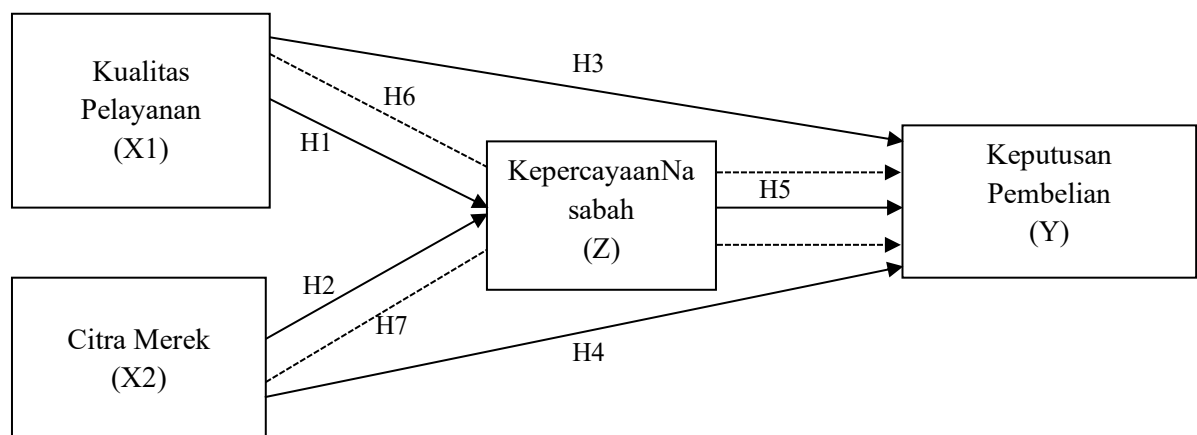 Kualitas
Pelayanan
(X1)
H3
H6
H1
KepercayaanNa
sabah
(Z)
H5
Keputusan
Pembelian
(Y)
Citra Merek
(X2)
H2
H7
H4